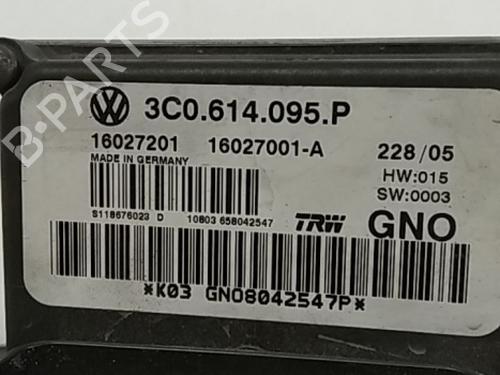 3C0.614.095.P
16027201 16027001-A 228/05
MADE IN GERMANY
HW:015
SW:0003
S118676023 D 10803 658042547 TRW GNO
*K03 GNO8042547P*
B-PARTS